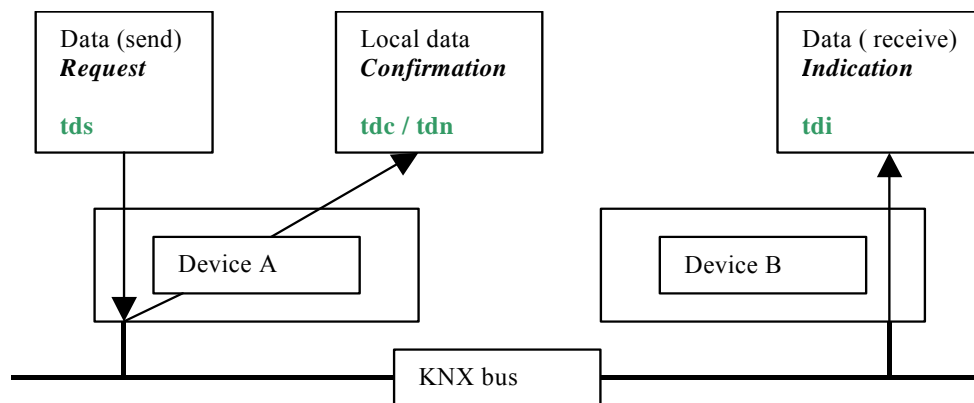 Data (send)
Request
tds
Local data
Confirmation
tdc / tdn
Data ( receive)
Indication
tdi
Device A
Device B
KNX bus